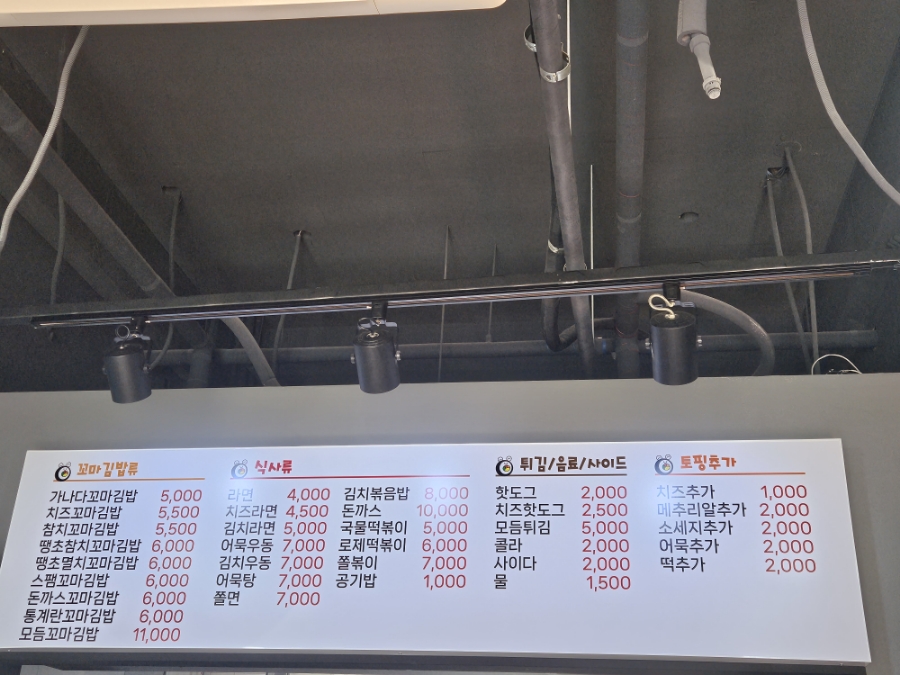 꼬마김밥류
가나다꼬마김밥 5,000
치즈꼬마김밥 5,500
참치꼬마김밥 5,500
땡초참치꼬마김밥 6,000
땡초멸치꼬마김밥 6,000
스팸꼬마김밥 6,000
돈까스꼬마김밥 6,000
통계란꼬마김밥 6,000
모듬꼬마김밥 11,000
식사류
라면 4,000
치즈라면 4,500
김치라면 5,000
어묵우동 7,000
김치우동 7,000
어묵탕 7,000
쫄면 7,000
김치볶음밥 8,000
돈까스 10,000
국물떡볶이 5,000
로제떡볶이 6,000
쫄볶이 7,000
공기밥 1,000
튀김/음료/사이드
핫도그 2,000
치즈핫도그 2,500
모듬튀김 5,000
콜라 2,000
사이다 2,000
물 1,500
토핑추가
치즈추가 1,000
메추리알추가 2,000
소세지추가 2,000
어묵추가 2,000
떡추가 2,000